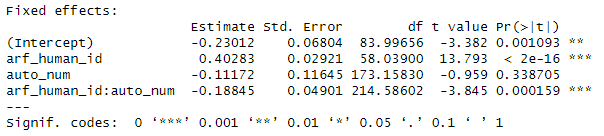 Fixed effects:
Estimate Std. Error df t value Pr(>|t|)
(Intercept) -0.23012 0.06804 83.99656 -3.382 0.001093 **
arf_human_id 0.40283 0.02921 58.03900 13.793 < 2e-16 ***
auto_num -0.11172 0.11645 173.15830 -0.959 0.338705
arf_human_id:auto_num -0.18845 0.04901 214.58602 -3.845 0.000159 ***
---
Signif. codes: 0 ‘***’ 0.001 ‘**’ 0.01 ‘*’ 0.05 ‘.’ 0.1 ‘ ’ 1